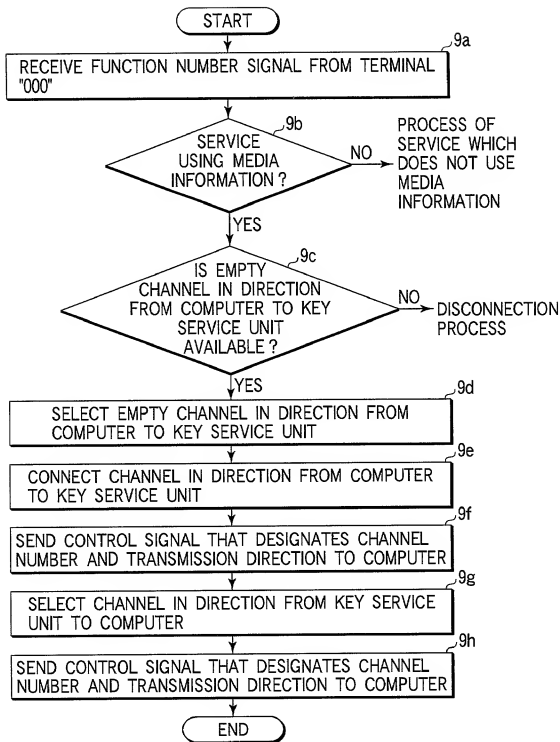 START
9a
RECEIVE FUNCTION NUMBER SIGNAL FROM TERMINAL
"000"
9b
SERVICE
USING MEDIA
INFORMATION ?
NO
PROCESS OF
SERVICE WHICH
DOES NOT USE
MEDIA
INFORMATION
YES
9c
IS EMPTY
CHANNEL IN DIRECTION
FROM COMPUTER TO KEY
SERVICE UNIT
AVAILABLE ?
NO
DISCONNECTION
PROCESS
YES
9d
SELECT EMPTY CHANNEL IN DIRECTION FROM
COMPUTER TO KEY SERVICE UNIT
9e
CONNECT CHANNEL IN DIRECTION FROM COMPUTER
TO KEY SERVICE UNIT
9f
SEND CONTROL SIGNAL THAT DESIGNATES CHANNEL
NUMBER AND TRANSMISSION DIRECTION TO COMPUTER
9g
SELECT CHANNEL IN DIRECTION FROM KEY SERVICE
UNIT TO COMPUTER
9h
SEND CONTROL SIGNAL THAT DESIGNATES CHANNEL
NUMBER AND TRANSMISSION DIRECTION TO COMPUTER
END